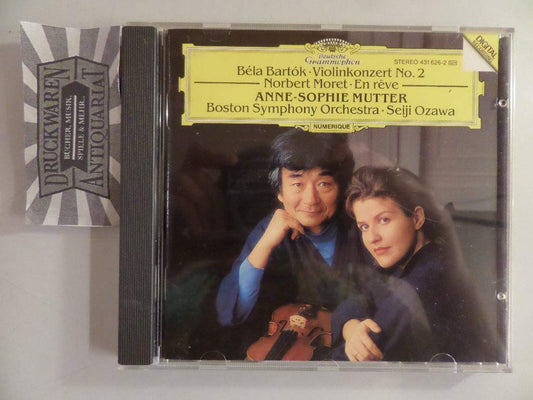 DRUCKWAREN
BÜCHER, MUSIK,
SPIELE & MEHR...
ANTIQUARIAT
Deutsche
Grammophon
STEREO 431 626-2
DIGITAL
Béla Bartók · Violinkonzert No. 2
Norbert Moret · En rêve
ANNE-SOPHIE MUTTER
Boston Symphony Orchestra · Seiji Ozawa
NUMERIQUE